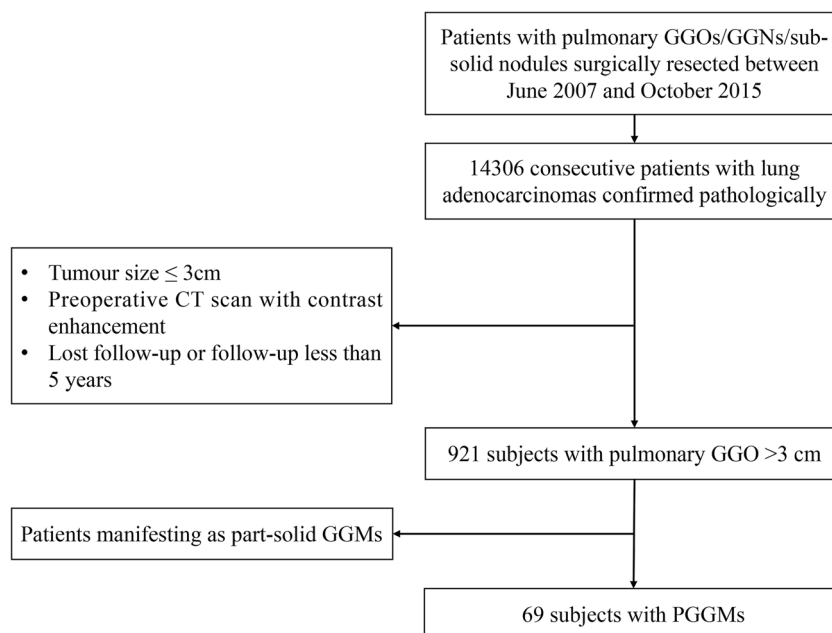 Patients with pulmonary GGOs/GGNs/sub-
solid nodules surgically resected between
June 2007 and October 2015
14306 consecutive patients with lung
adenocarcinomas confirmed pathologically
• Tumour size ≤ 3cm
• Preoperative CT scan with contrast
enhancement
• Lost follow-up or follow-up less than
5 years
921 subjects with pulmonary GGO >3 cm
Patients manifesting as part-solid GGMs
69 subjects with PGGMs